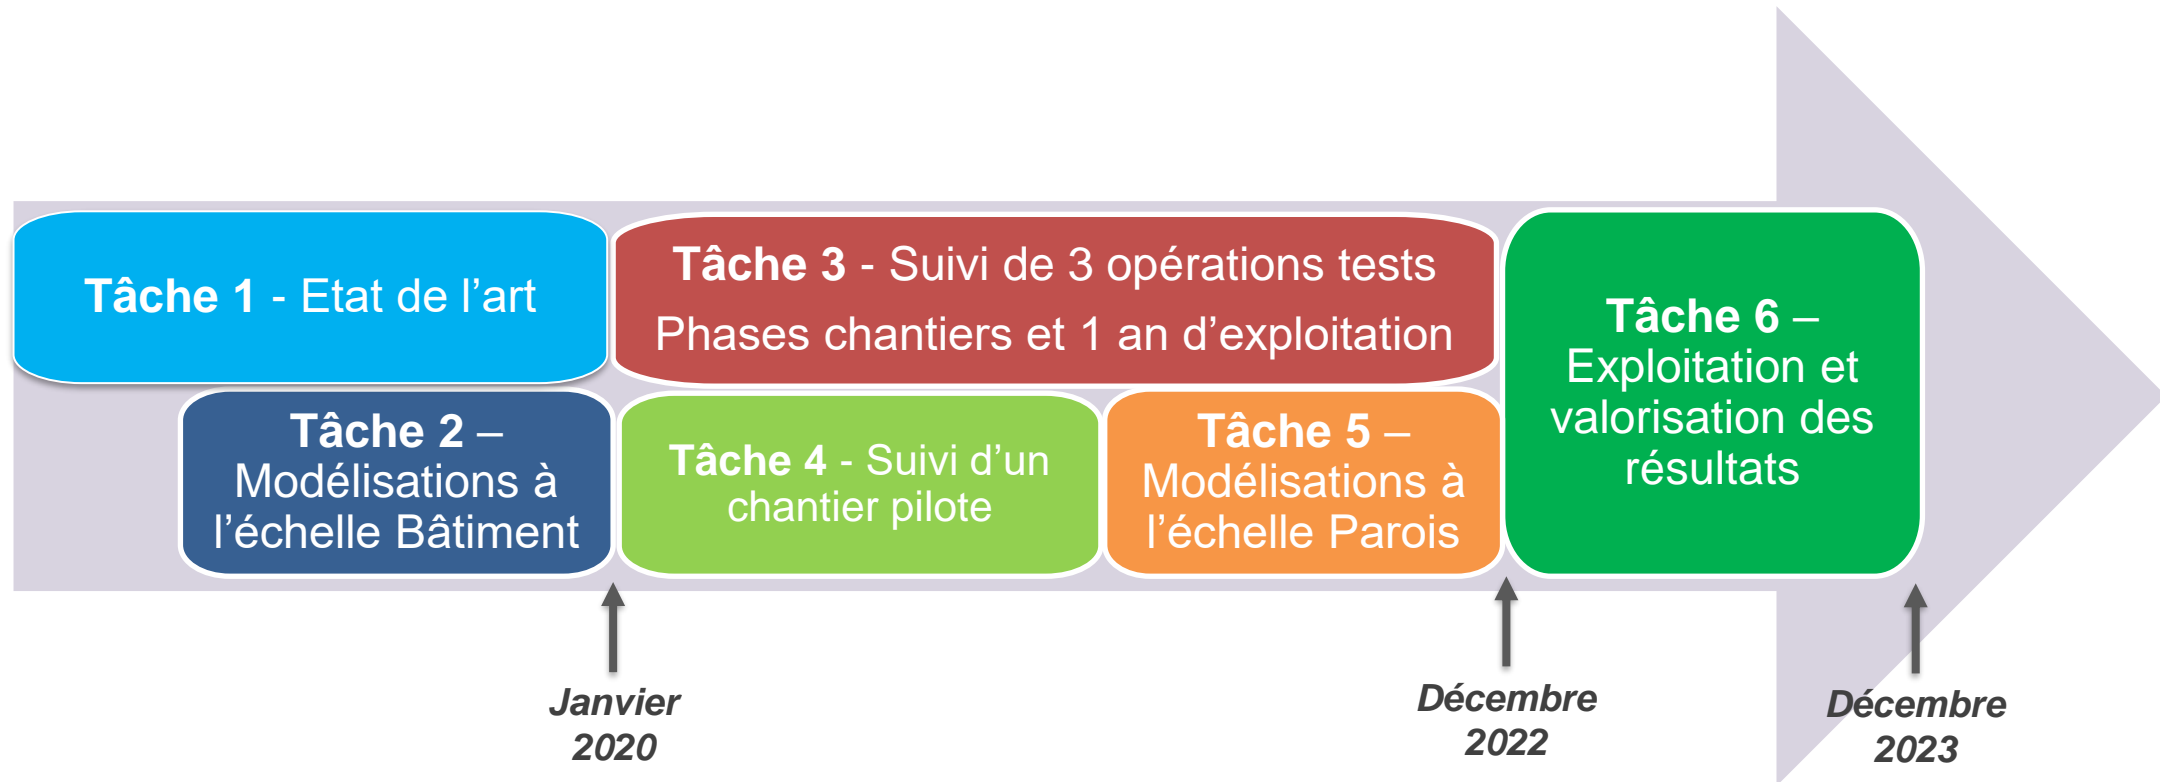 Tâche 1 - Etat de l’art
Tâche 2 –
Modélisations à
l’échelle Bâtiment
Tâche 3 - Suivi de 3 opérations tests
Phases chantiers et 1 an d’exploitation
Tâche 4 - Suivi d’un
chantier pilote
Tâche 5 –
Modélisations à
l’échelle Parois
Tâche 6 –
Exploitation et
valorisation des
résultats
Janvier
2020
Décembre
2022
Décembre
2023